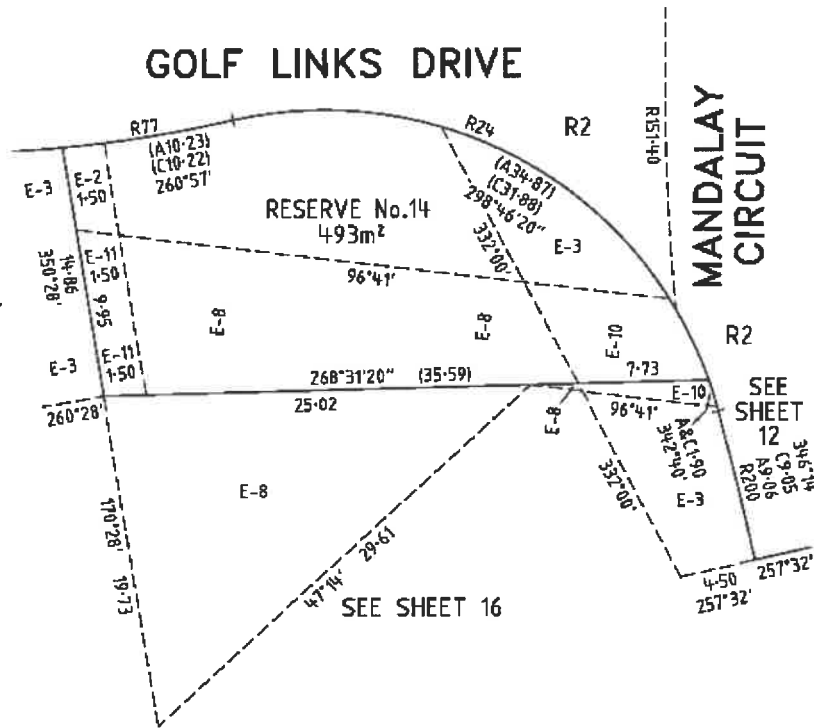 GOLF LINKS DRIVE
MANDALAY
CIRCUIT
R77
(A10·23)
(C10·22)
260°57'
R24
(A34·87)
(C31·88)
298°46'20"
R2
R151·40
E-3
E-2
1·50
RESERVE No.14
493m²
332°00'
E-3
14·86
350°28'
E-11
1·50
9·95
96°41'
E-8
E-8
E-10
R2
E-3
E-11
1·50
268°31'20" (35·59)
7·73
260°28'
25·02
E-8
96°41'
E-10
SEE
SHEET
12
A&C1·90
342°40'
346°14'
C9·05
A9·06
R200
E-8
332°00'
E-3
170°28'
19·73
29·61
47°14'
SEE SHEET 16
4·50
257°32'
257°32'